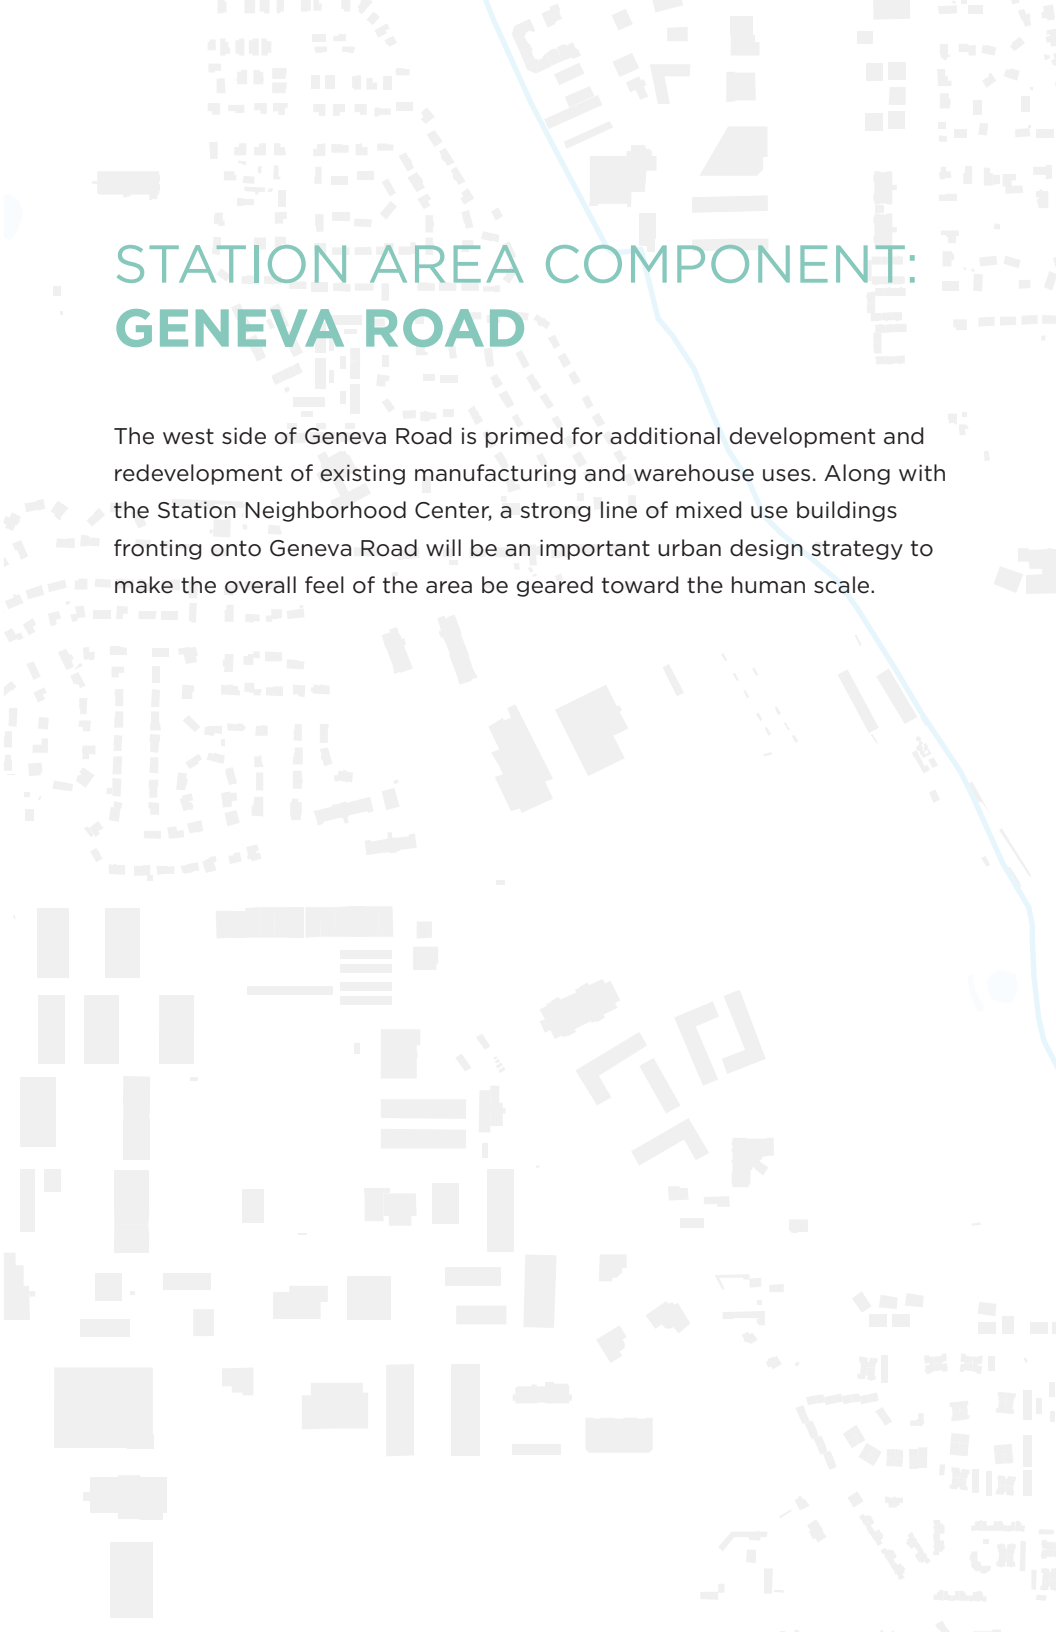 STATION AREA COMPONENT:
GENEVA ROAD
The west side of Geneva Road is primed for additional development and
redevelopment of existing manufacturing and warehouse uses. Along with
the Station Neighborhood Center, a strong line of mixed use buildings
fronting onto Geneva Road will be an important urban design strategy to
make the overall feel of the area be geared toward the human scale.